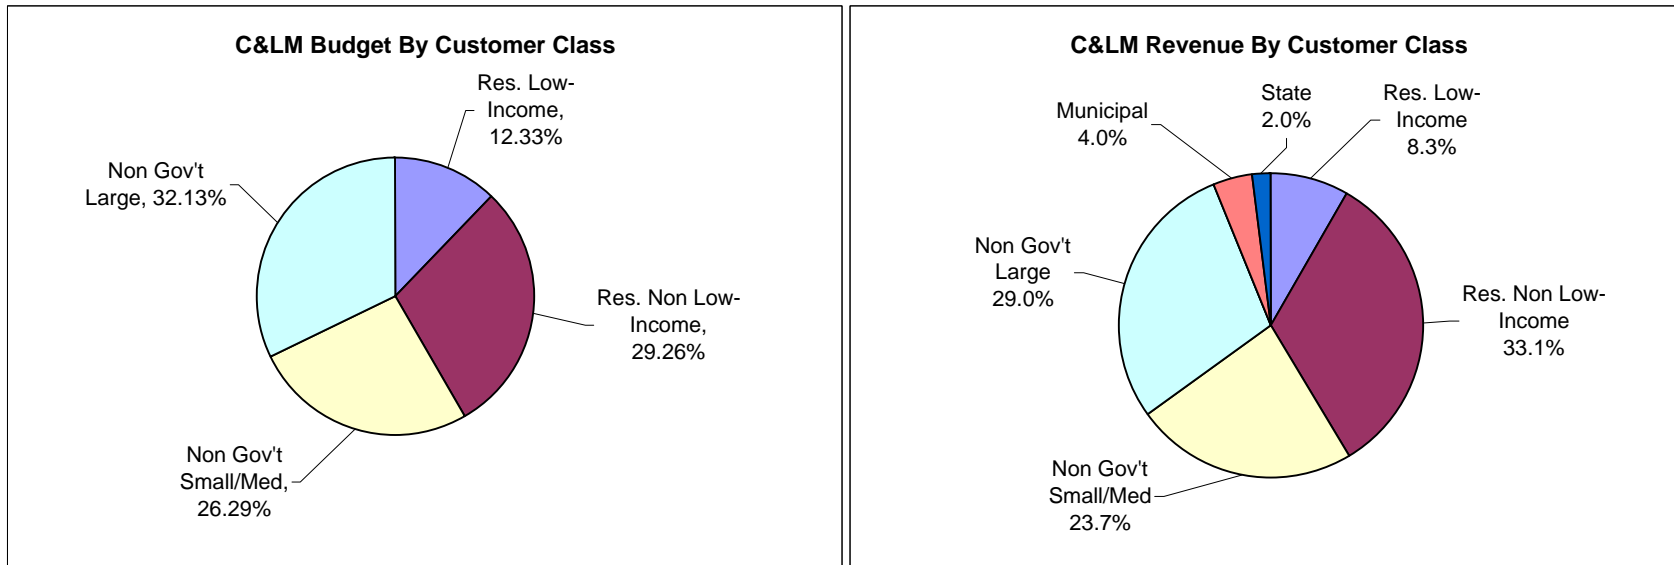 C&LM Budget By Customer Class
Res. Low-
Income,
12.33%
Non Gov't
Large, 32.13%
Res. Non Low-
Income,
29.26%
Non Gov't
Small/Med,
26.29%
C&LM Revenue By Customer Class
State
2.0%
Res. Low-
Income
8.3%
Municipal
4.0%
Non Gov't
Large
29.0%
Res. Non Low-
Income
33.1%
Non Gov't
Small/Med
23.7%